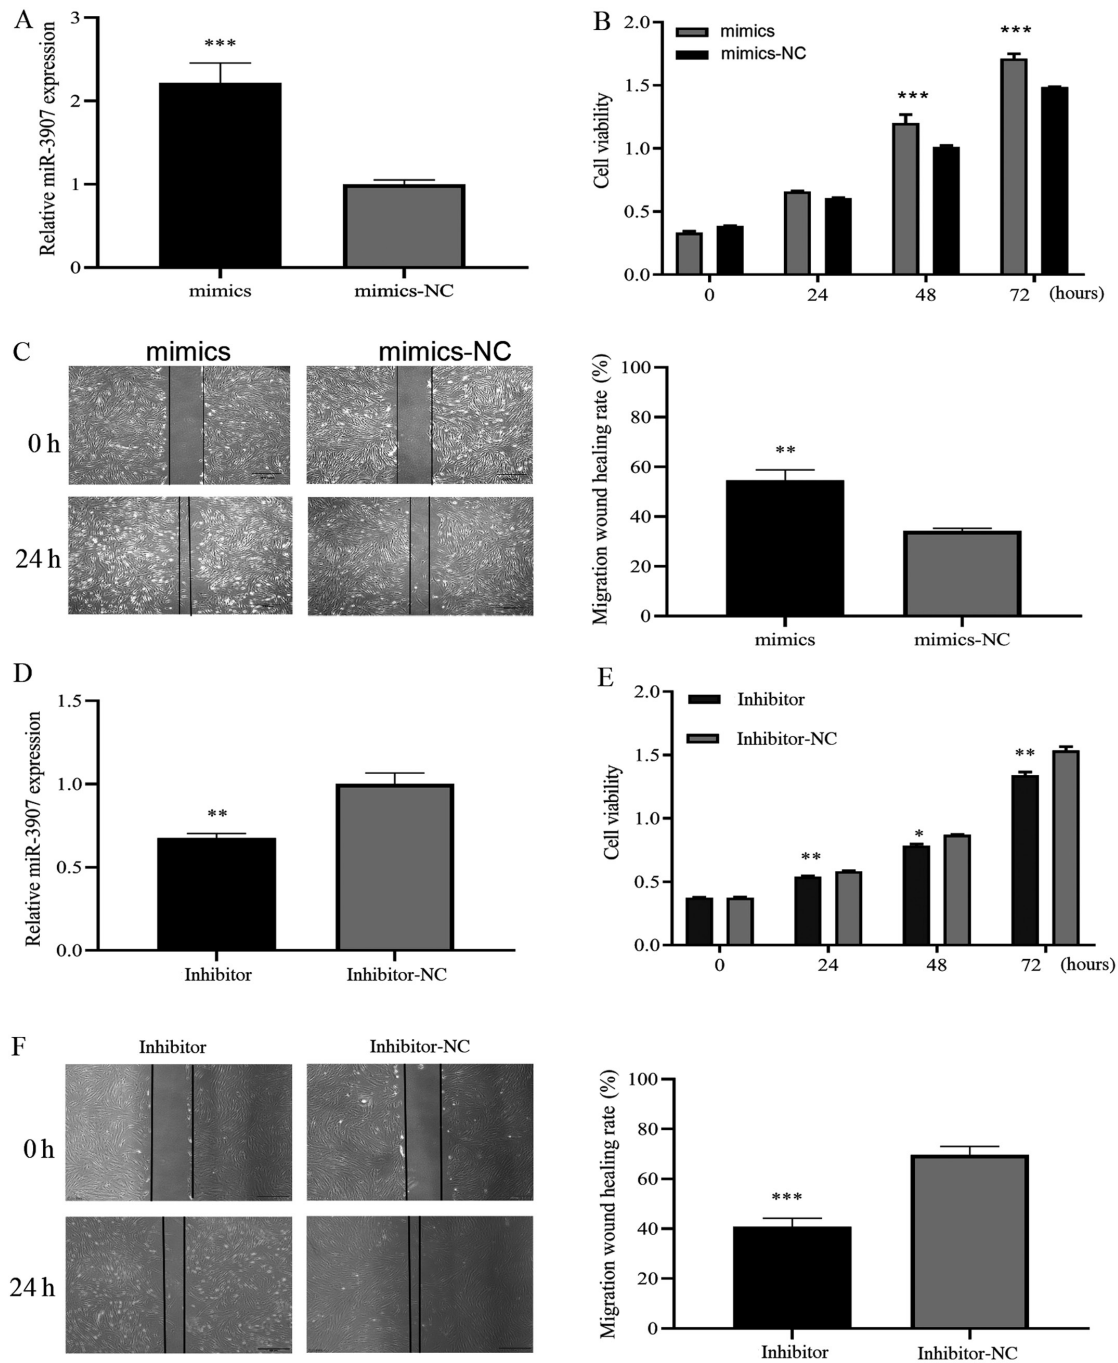 A
Relative miR-3907 expression
3
2
1
0
***
mimics
mimics-NC
B
Cell viability
2.0
1.5
1.0
0.5
0.0
mimics
mimics-NC
***
***
0
24
48
72
(hours)
C
mimics
mimics-NC
0 h
24 h
Migration wound healing rate (%)
100
80
60
40
20
0
**
mimics
mimics-NC
D
Relative miR-3907 expression
1.5
1.0
0.5
0.0
**
Inhibitor
Inhibitor-NC
E
Cell viability
2.0
1.5
1.0
0.5
0.0
Inhibitor
Inhibitor-NC
**
*
**
0
24
48
72
(hours)
F
Inhibitor
Inhibitor-NC
0 h
24 h
Migration wound healing rate (%)
100
80
60
40
20
0
***
Inhibitor
Inhibitor-NC